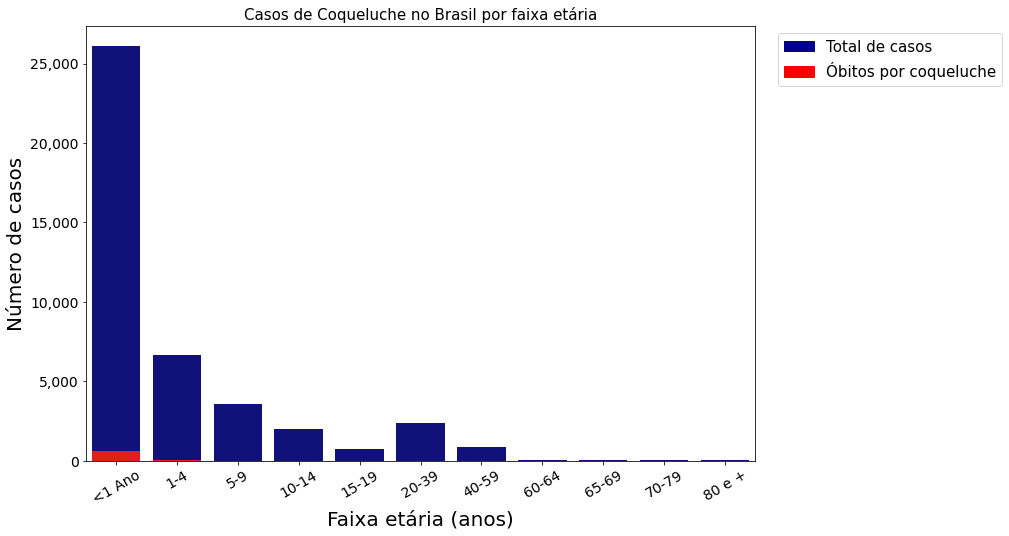 Casos de Coqueluche no Brasil por faixa etária
Total de casos
Óbitos por coqueluche
Número de casos
25,000
20,000
15,000
10,000
5,000
0
<1 Ano
1-4
5-9
10-14
15-19
20-39
40-59
60-64
65-69
70-79
80 e +
Faixa etária (anos)